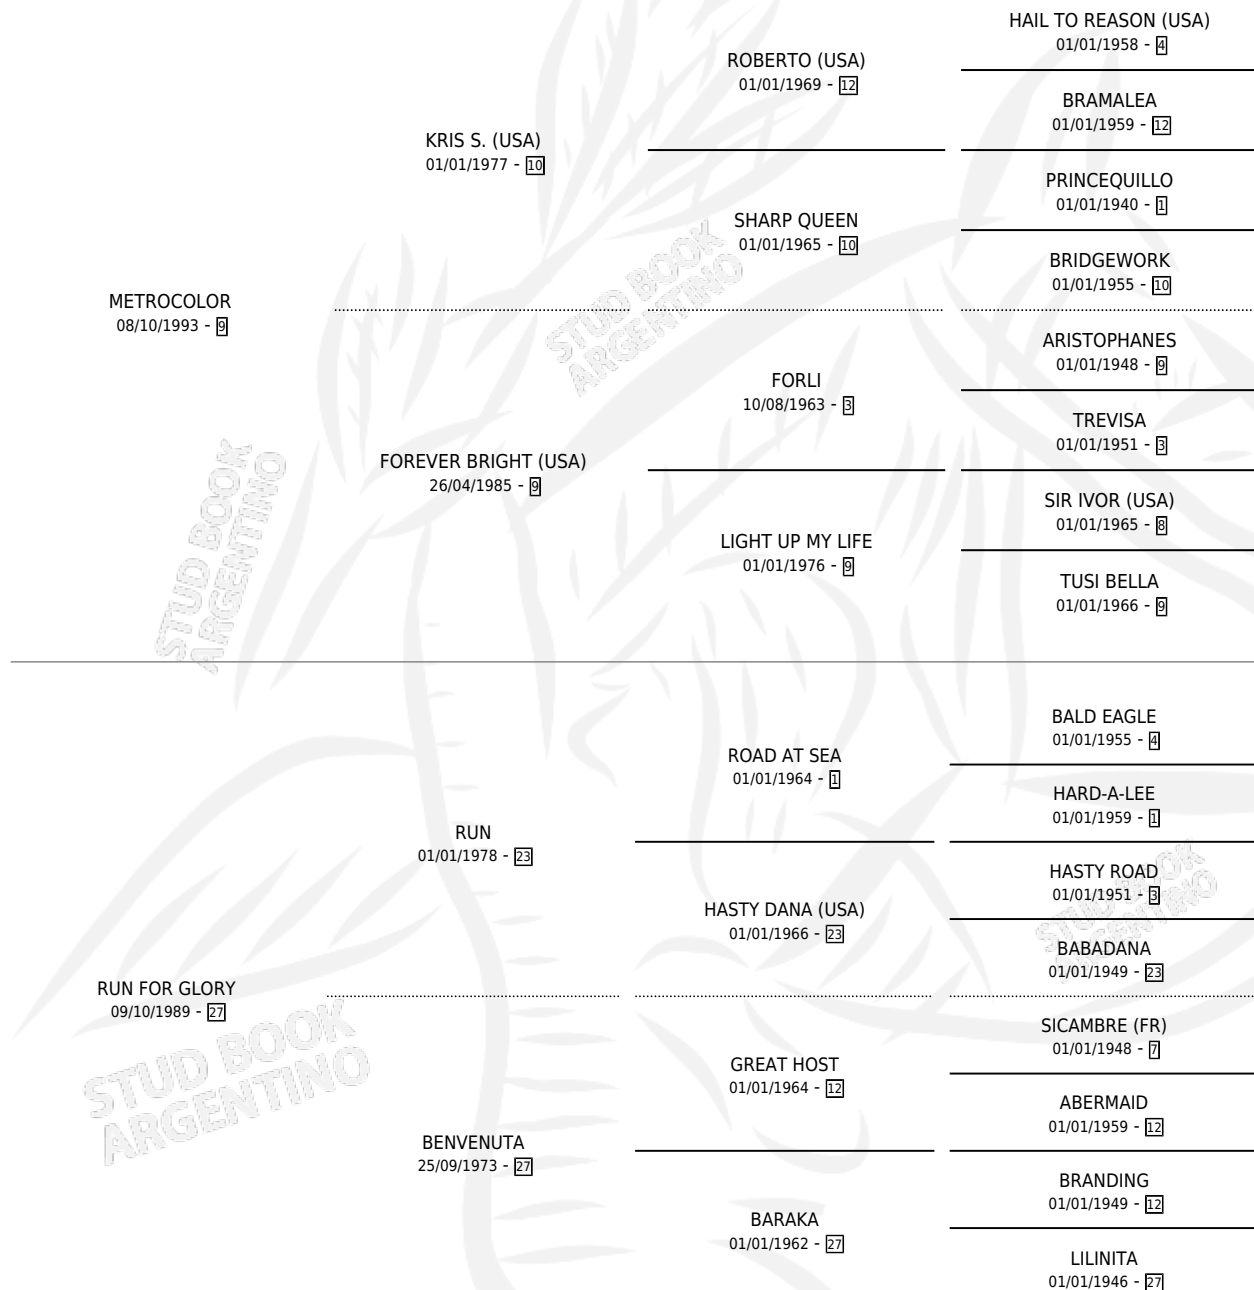 HAIL TO REASON (USA)
01/01/1958 - 4
ROBERTO (USA)
01/01/1969 - 12
BRAMALEA
01/01/1959 - 12
KRIS S. (USA)
01/01/1977 - 10
PRINCEQUILLO
01/01/1940 - 1
SHARP QUEEN
01/01/1965 - 10
BRIDGEWORK
01/01/1955 - 10
METROCOLOR
08/10/1993 - 9
ARISTOPHANES
01/01/1948 - 9
FORLI
10/08/1963 - 3
TREVISA
01/01/1951 - 3
FOREVER BRIGHT (USA)
26/04/1985 - 9
SIR IVOR (USA)
01/01/1965 - 8
LIGHT UP MY LIFE
01/01/1976 - 9
TUSI BELLA
01/01/1966 - 9
BALD EAGLE
01/01/1955 - 4
ROAD AT SEA
01/01/1964 - 1
HARD-A-LEE
01/01/1959 - 1
RUN
01/01/1978 - 23
HASTY ROAD
01/01/1951 - 3
HASTY DANA (USA)
01/01/1966 - 23
BABADANA
01/01/1949 - 23
RUN FOR GLORY
09/10/1989 - 27
SICAMBRE (FR)
01/01/1948 - 7
GREAT HOST
01/01/1964 - 12
ABERMAID
01/01/1959 - 12
BENVENUTA
25/09/1973 - 27
BRANDING
01/01/1949 - 12
BARAKA
01/01/1962 - 27
LILINITA
01/01/1946 - 27
STUD BOOK
ARGENTINO
STUD BOOK
ARGENTINO
STUD BOOK
ARGENTINO
STUD BOOK
ARGENTINO